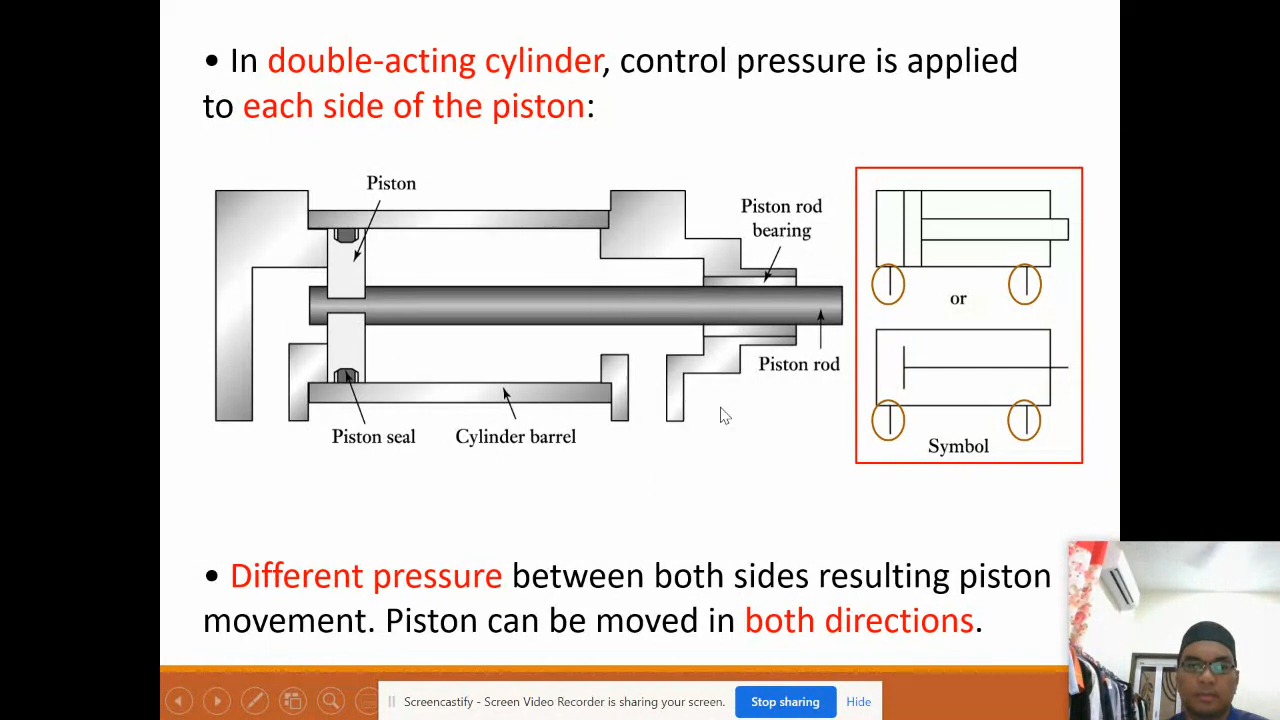 • In double-acting cylinder, control pressure is applied
to each side of the piston:
Piston
Piston rod
bearing
or
Piston rod
Piston seal
Cylinder barrel
Symbol
• Different pressure between both sides resulting piston
movement. Piston can be moved in both directions.
Screencastify - Screen Video Recorder is sharing your screen.
Stop sharing
Hide